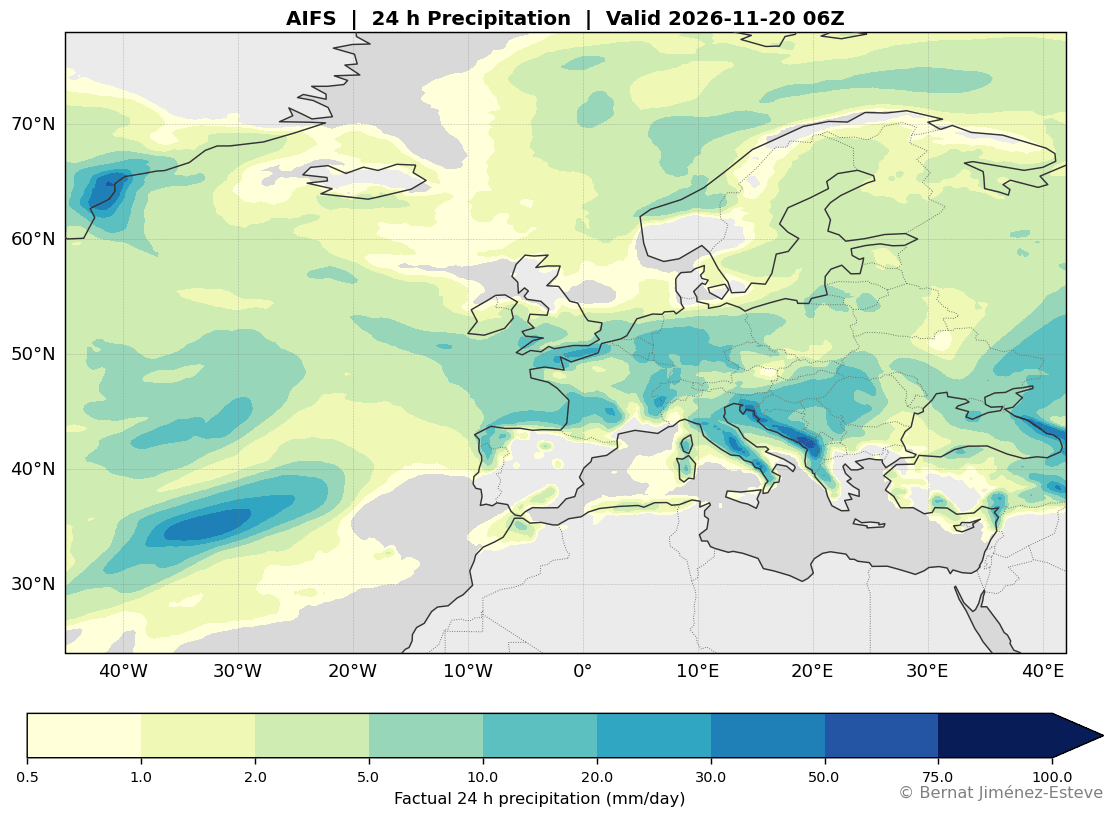 AIFS | 24 h Precipitation | Valid 2026-11-20 06Z
70°N
60°N
50°N
40°N
30°N
40°W 30°W 20°W 10°W 0° 10°E 20°E 30°E 40°E
0.5 1.0 2.0 5.0 10.0 20.0 30.0 50.0 75.0 100.0
Factual 24 h precipitation (mm/day)
© Bernat Jiménez-Esteve